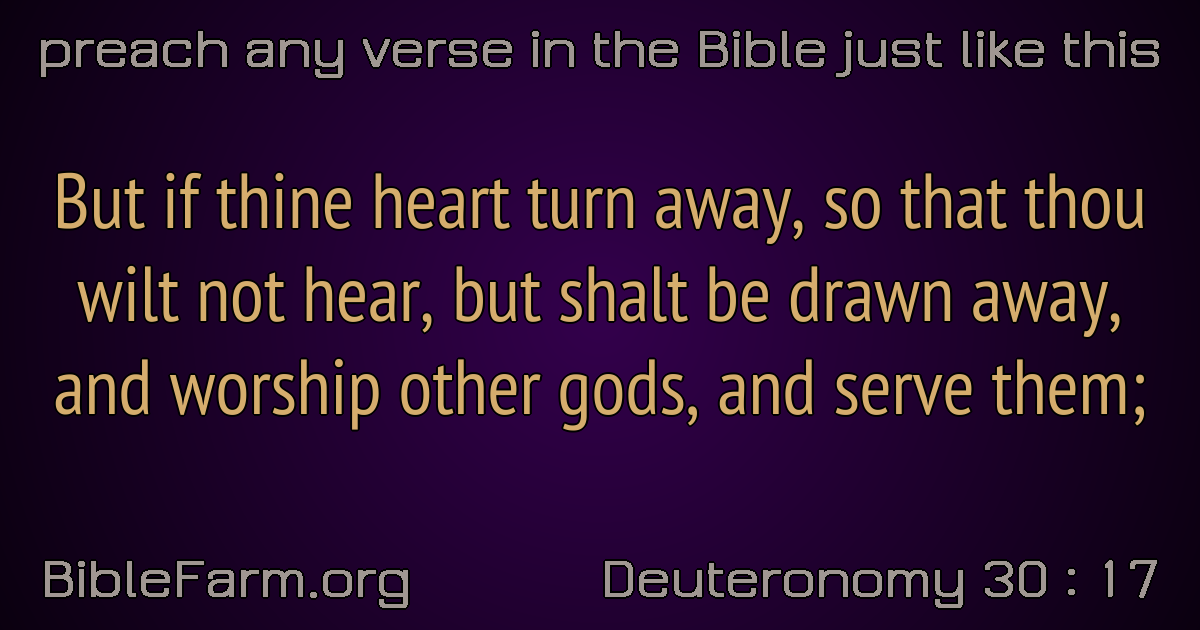 preach any verse in the Bible just like this
But if thine heart turn away, so that thou
wilt not hear, but shalt be drawn away,
and worship other gods, and serve them;
BibleFarm.org
Deuteronomy 30 : 17